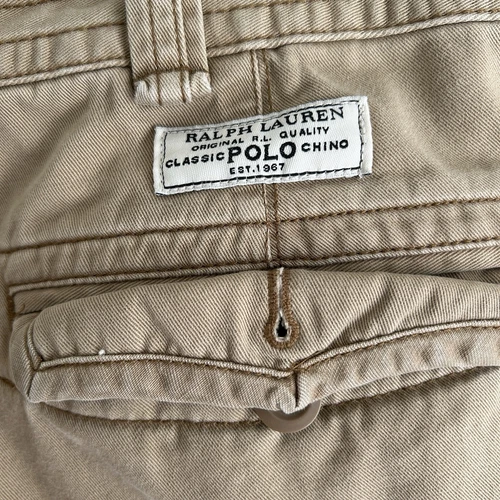 RALPH LAUREN
ORIGINAL R.L. QUALITY
CLASSIC POLO CHINO
EST. 1967